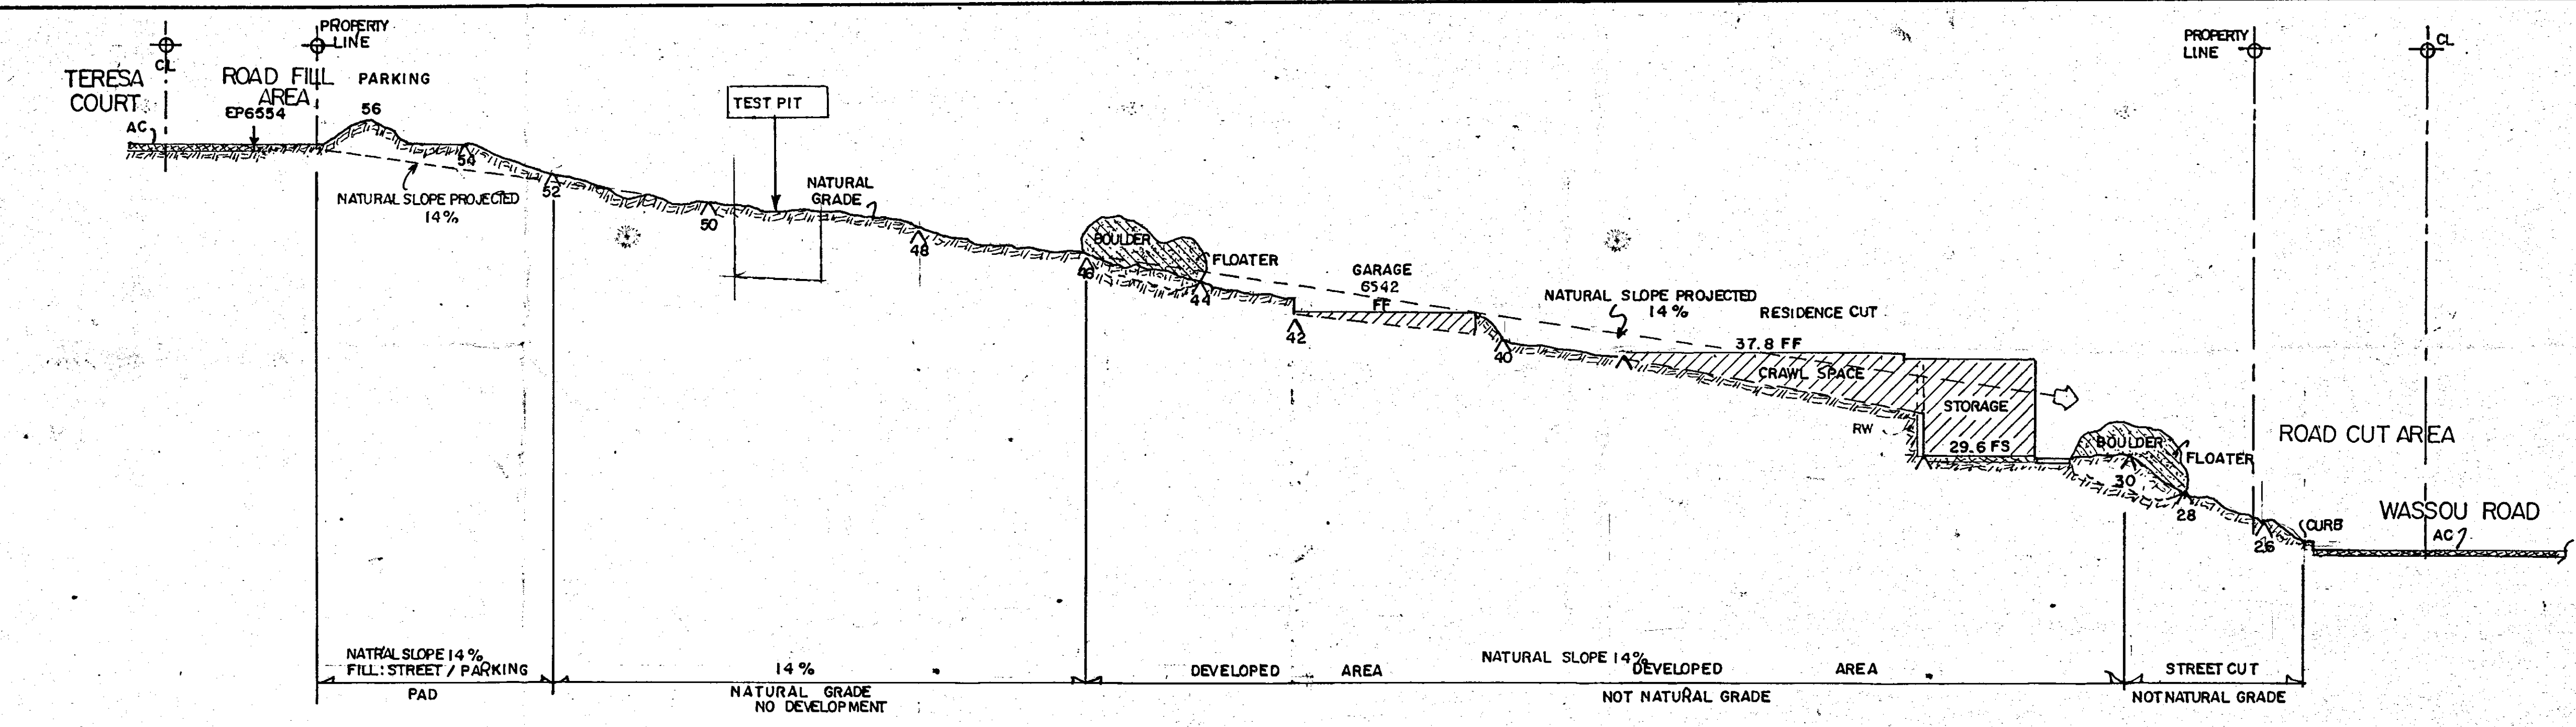 PROPERTY
LINE
CL
TERESA
COURT
ROAD FILL
AREA
PARKING
EP6554
56
AC
54
NATURAL SLOPE PROJECTED
14%
52
50
TEST PIT
NATURAL
GRADE
48
46
BOULDER
FLOATER
44
GARAGE
6542
FF
42
40
NATURAL SLOPE PROJECTED
14%
RESIDENCE CUT
37.8 FF
CRAWL SPACE
STORAGE
RW
29.6 FS
PROPERTY
LINE
CL
BOULDER
FLOATER
30
28
26
ROAD CUT AREA
WASSOU ROAD
CURB
AC
NATRAL SLOPE 14%
FILL: STREET / PARKING
PAD
14%
NATURAL GRADE
NO DEVELOPMENT
DEVELOPED AREA
NATURAL SLOPE 14%
DEVELOPED AREA
NOT NATURAL GRADE
STREET CUT
NOT NATURAL GRADE